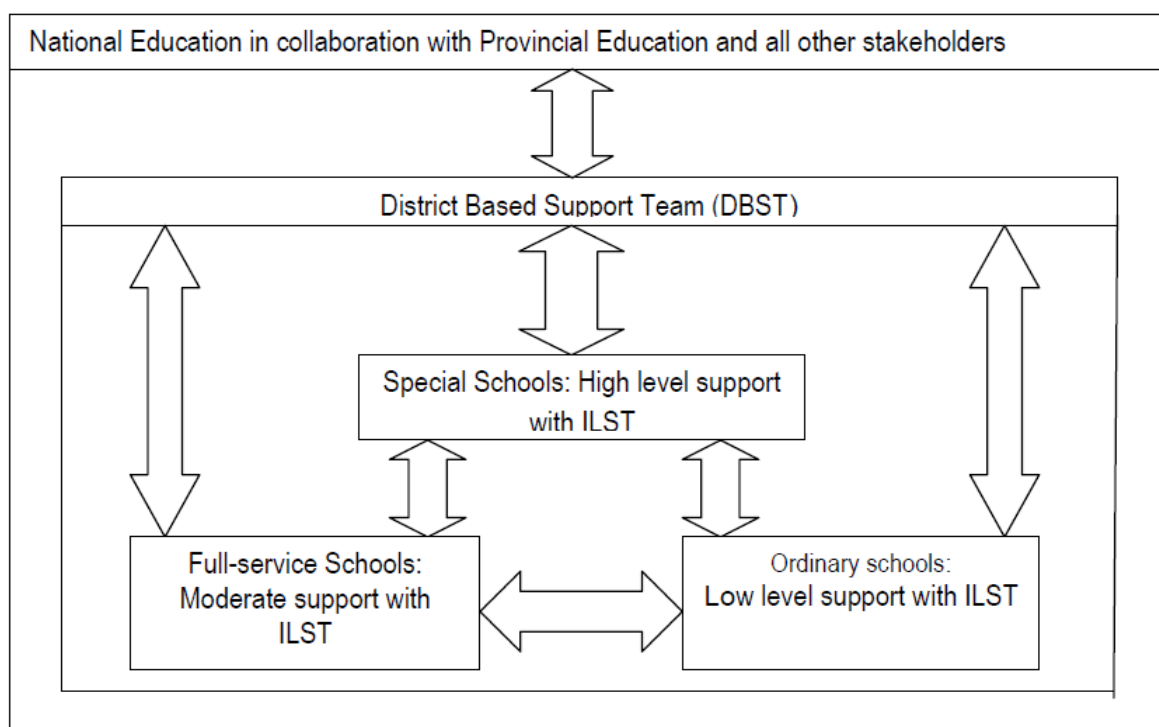 National Education in collaboration with Provincial Education and all other stakeholders
District Based Support Team (DBST)
Special Schools: High level support
with ILST
Full-service Schools:
Moderate support with
ILST
Ordinary schools:
Low level support with ILST